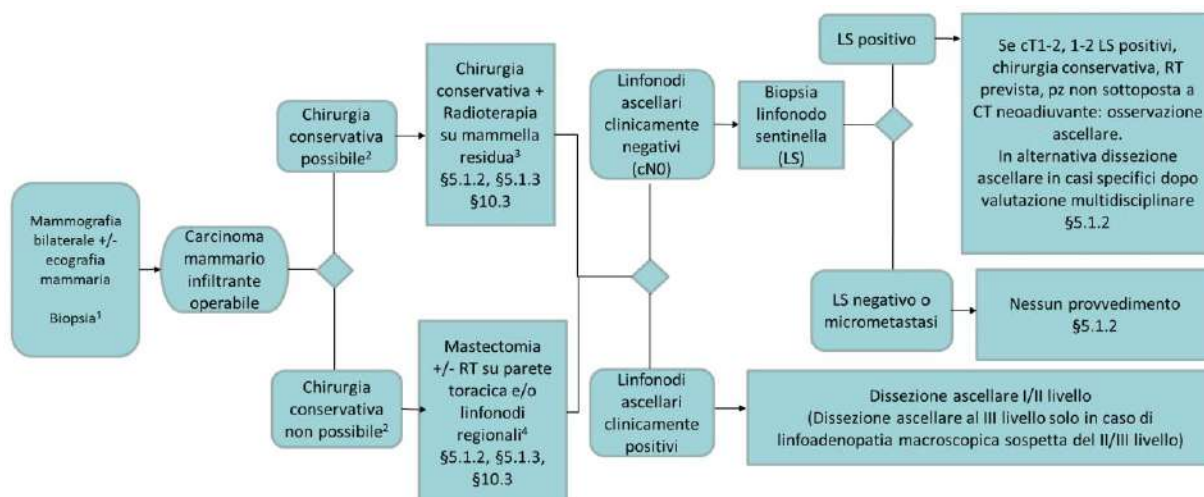 Mammografia
bilaterale +/-
ecografia
mammaria
Biopsia¹
Carcinoma
mammario
infiltrante
operabile
Chirurgia
conservativa
possibile²
Chirurgia
conservativa
non possibile²
Chirurgia
conservativa +
Radioterapia
su mammella
residua³
§5.1.2, §5.1.3
§10.3
Mastectomia
+/- RT su parete
toracica e/o
linfonodi
regionali⁴
§5.1.2, §5.1.3,
§10.3
Linfonodi
ascellari
clinicamente
negativi
(cN0)
Linfonodi
ascellari
clinicamente
positivi
Biopsia
linfonodo
sentinella
(LS)
LS positivo
LS negativo o
micrometastasi
Se cT1-2, 1-2 LS positivi,
chirurgia conservativa, RT
prevista, pz non sottoposta a
CT neoadiuvante: osservazione
ascellare.
In alternativa dissezione
ascellare in casi specifici dopo
valutazione multidisciplinare
§5.1.2
Nessun provvedimento
§5.1.2
Dissezione ascellare I/II livello
(Dissezione ascellare al III livello solo in caso di
linfoadenopatia macroscopica sospetta del II/III livello)